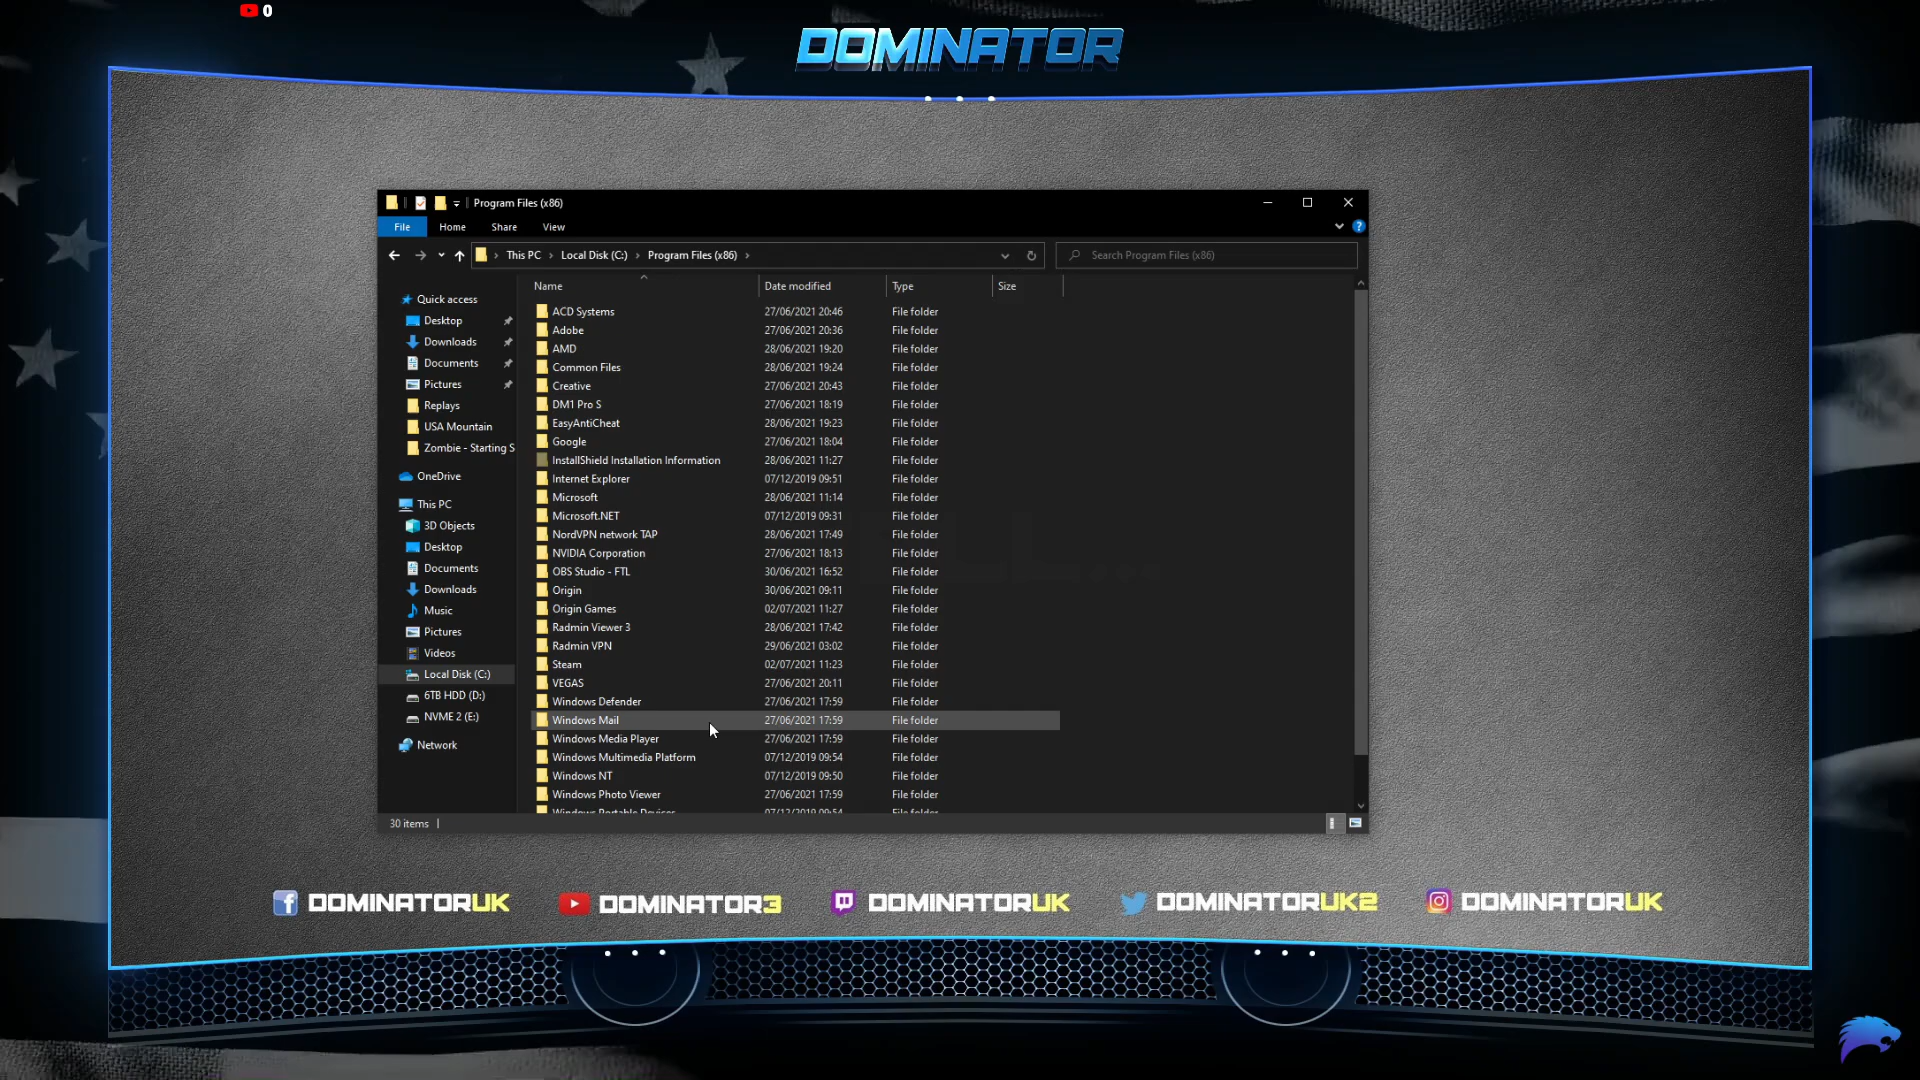 0
DOMINATOR
Program Files (x86)
File Home Share View
This PC Local Disk (C:) Program Files (x86)
Search Program Files (x86)
Name Date modified Type Size
Quick access
Desktop
Downloads
Documents
Pictures
Replays
USA Mountain
Zombie - Starting S
OneDrive
This PC
3D Objects
Desktop
Documents
Downloads
Music
Pictures
Videos
Local Disk (C:)
6TB HDD (D:)
NVME 2 (E:)
Network
ACD Systems 27/06/2021 20:46 File folder
Adobe 27/06/2021 20:36 File folder
AMD 28/06/2021 19:20 File folder
Common Files 28/06/2021 19:24 File folder
Creative 27/06/2021 20:43 File folder
DM1 Pro S 27/06/2021 18:19 File folder
EasyAntiCheat 28/06/2021 19:23 File folder
Google 27/06/2021 18:04 File folder
InstallShield Installation Information 28/06/2021 11:27 File folder
Internet Explorer 07/12/2019 09:51 File folder
Microsoft 28/06/2021 11:14 File folder
Microsoft.NET 07/12/2019 09:31 File folder
NordVPN network TAP 28/06/2021 17:49 File folder
NVIDIA Corporation 27/06/2021 18:13 File folder
OBS Studio - FTL 30/06/2021 16:52 File folder
Origin 30/06/2021 09:11 File folder
Origin Games 02/07/2021 11:27 File folder
Radmin Viewer 3 28/06/2021 17:42 File folder
Radmin VPN 29/06/2021 03:02 File folder
Steam 02/07/2021 11:23 File folder
VEGAS 27/06/2021 20:11 File folder
Windows Defender 27/06/2021 17:59 File folder
Windows Mail 27/06/2021 17:59 File folder
Windows Media Player 27/06/2021 17:59 File folder
Windows Multimedia Platform 07/12/2019 09:54 File folder
Windows NT 07/12/2019 09:50 File folder
Windows Photo Viewer 27/06/2021 17:59 File folder
Windows Portable Devices 07/12/2019 09:54 File folder
30 items
DOMINATORUK DOMINATOR3 DOMINATORUK DOMINATORUK2 DOMINATORUK